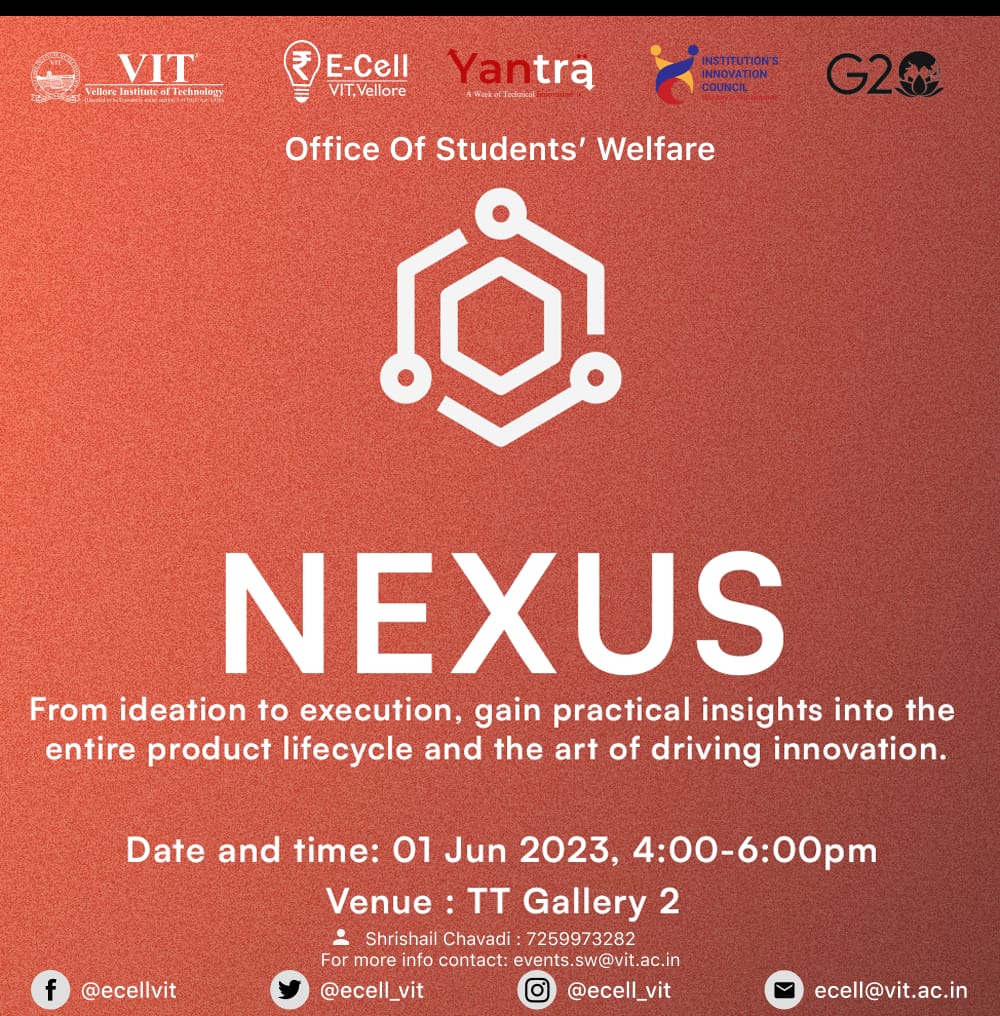 VIT
Vellore Institute of Technology
E-Cell
VIT,Vellore
Yantra
A Week of Technical
INSTITUTION'S
INNOVATION
COUNCIL
G20
Office Of Students' Welfare
NEXUS
From ideation to execution, gain practical insights into the
entire product lifecycle and the art of driving innovation.
Date and time: 01 Jun 2023, 4:00-6:00pm
Venue : TT Gallery 2
Shrishail Chavadi : 7259973282
For more info contact: events.sw@vit.ac.in
@ecellvit
@ecell_vit
@ecell_vit
ecell@vit.ac.in